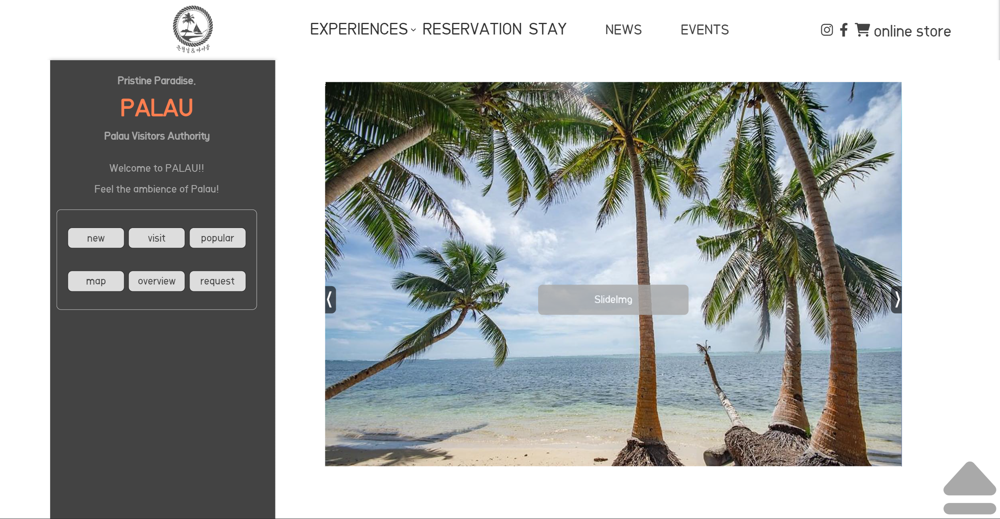 큰형님&아이들
EXPERIENCES RESERVATION STAY NEWS EVENTS online store
Pristine Paradise.
PALAU
Palau Visitors Authority
Welcome to PALAU!!
Feel the ambience of Palau!
new visit popular
map overview request
SlideImg